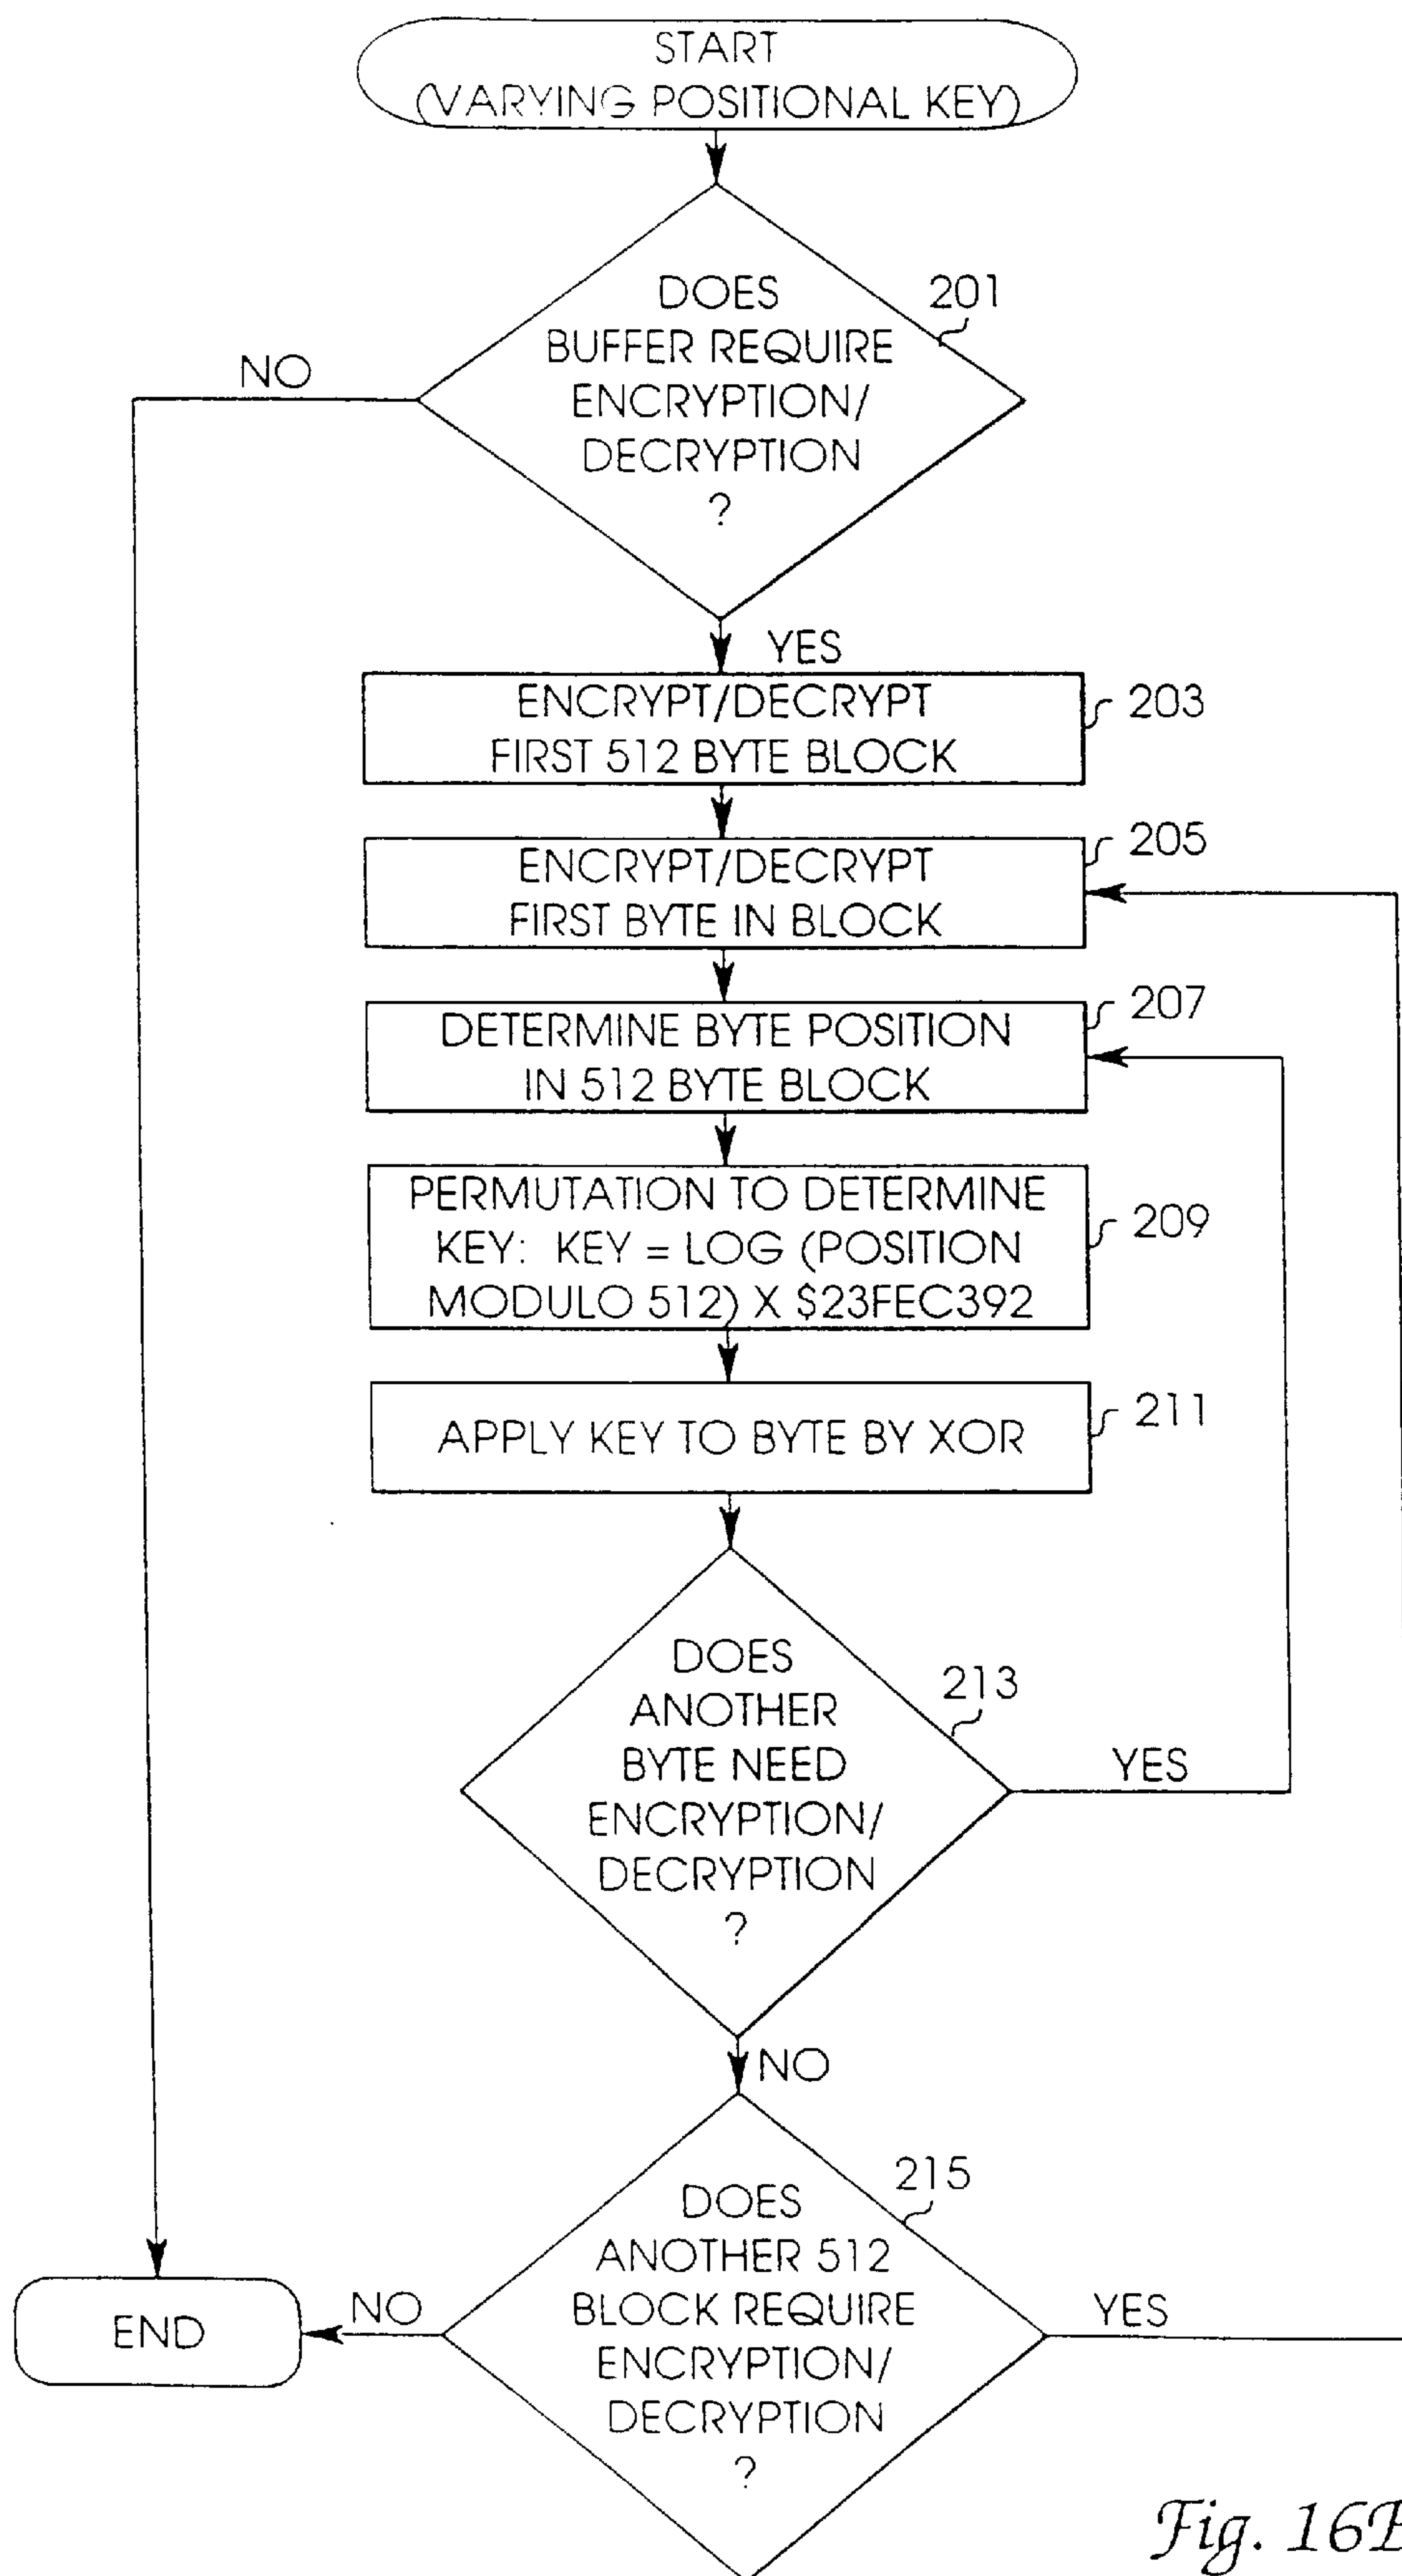 START
(VARYING POSITIONAL KEY)
DOES
BUFFER REQUIRE
ENCRYPTION/
DECRYPTION
?
201
NO
YES
ENCRYPT/DECRYPT
FIRST 512 BYTE BLOCK
203
ENCRYPT/DECRYPT
FIRST BYTE IN BLOCK
205
DETERMINE BYTE POSITION
IN 512 BYTE BLOCK
207
PERMUTATION TO DETERMINE
KEY: KEY = LOG (POSITION
MODULO 512) X $23FEC392
209
APPLY KEY TO BYTE BY XOR
211
DOES
ANOTHER
BYTE NEED
ENCRYPTION/
DECRYPTION
?
213
YES
NO
DOES
ANOTHER 512
BLOCK REQUIRE
ENCRYPTION/
DECRYPTION
?
215
YES
NO
END
Fig. 16B